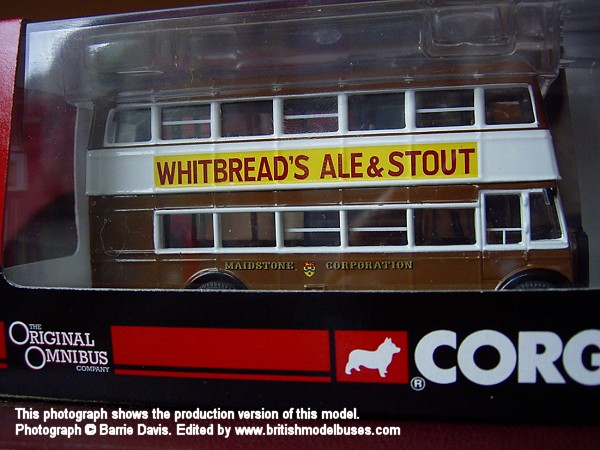 WHITBREAD'S ALE & STOUT
MAIDSTONE CORPORATION
THE
ORIGINAL
OMNIBUS
COMPANY
® CORG
This photograph shows the production version of this model.
Photograph © Barrie Davis. Edited by www.britishmodelbuses.com.